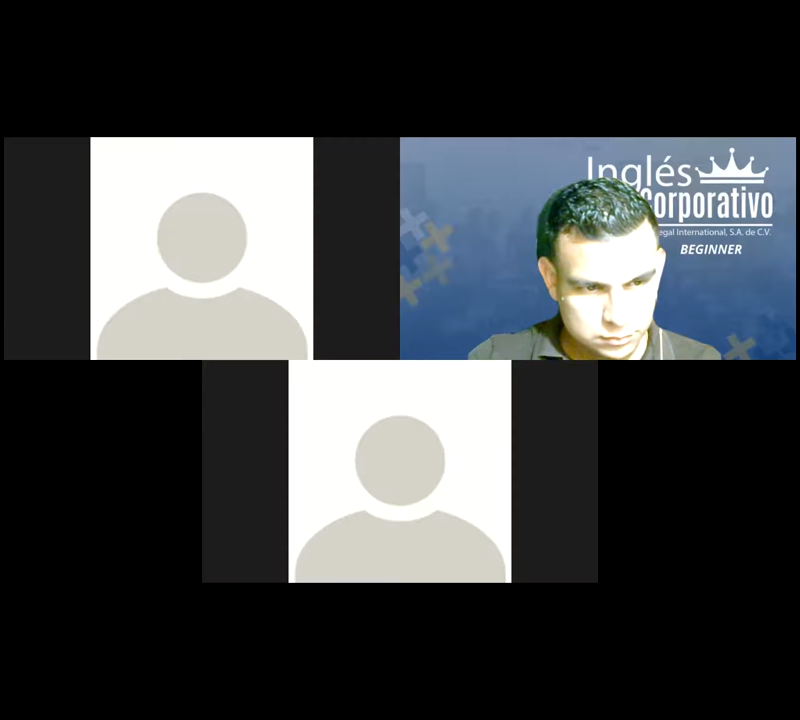 Inglés
Corporativo
egal International, S.A. de C.V.
BEGINNER